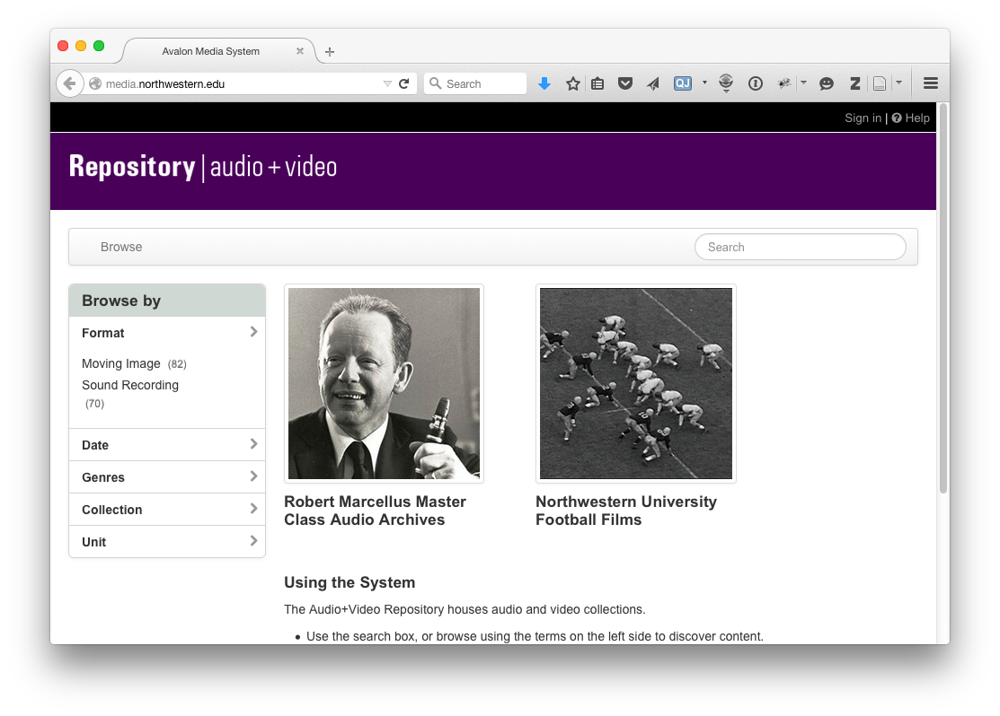 Avalon Media System
media.northwestern.edu
Search
QJ
Z
Sign in | Help
Repository | audio + video
Browse
Search
Browse by
Format
Moving Image (82)
Sound Recording
(70)
Date
Genres
Collection
Unit
Robert Marcellus Master
Class Audio Archives
Northwestern University
Football Films
Using the System
The Audio+Video Repository houses audio and video collections.
• Use the search box, or browse using the terms on the left side to discover content.